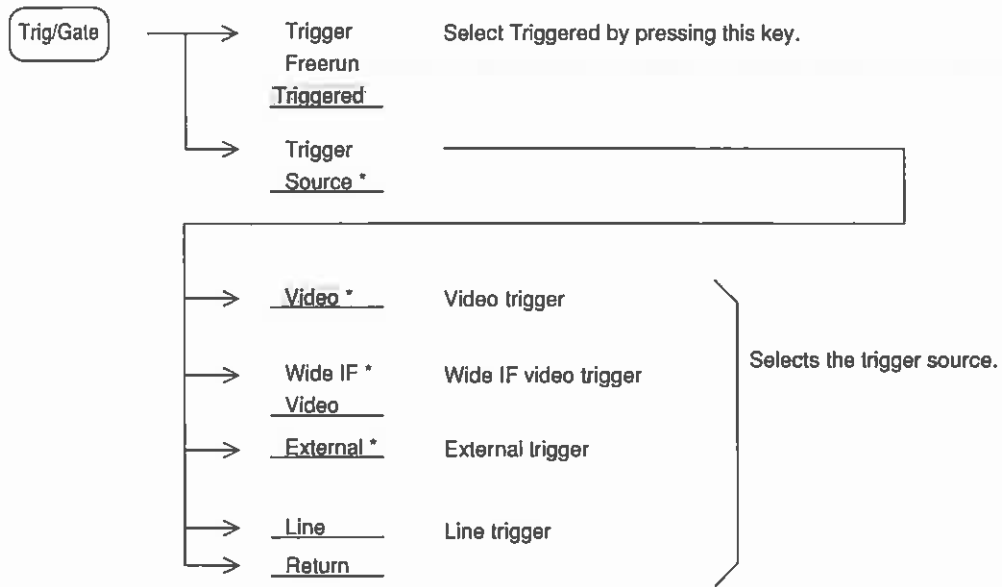 Trig/Gate
Trigger Select Triggered by pressing this key.
Freerun
Triggered
Trigger
Source *
Video * Video trigger
Wide IF * Wide IF video trigger
Video
Selects the trigger source.
External * External trigger
Line Line trigger
Return